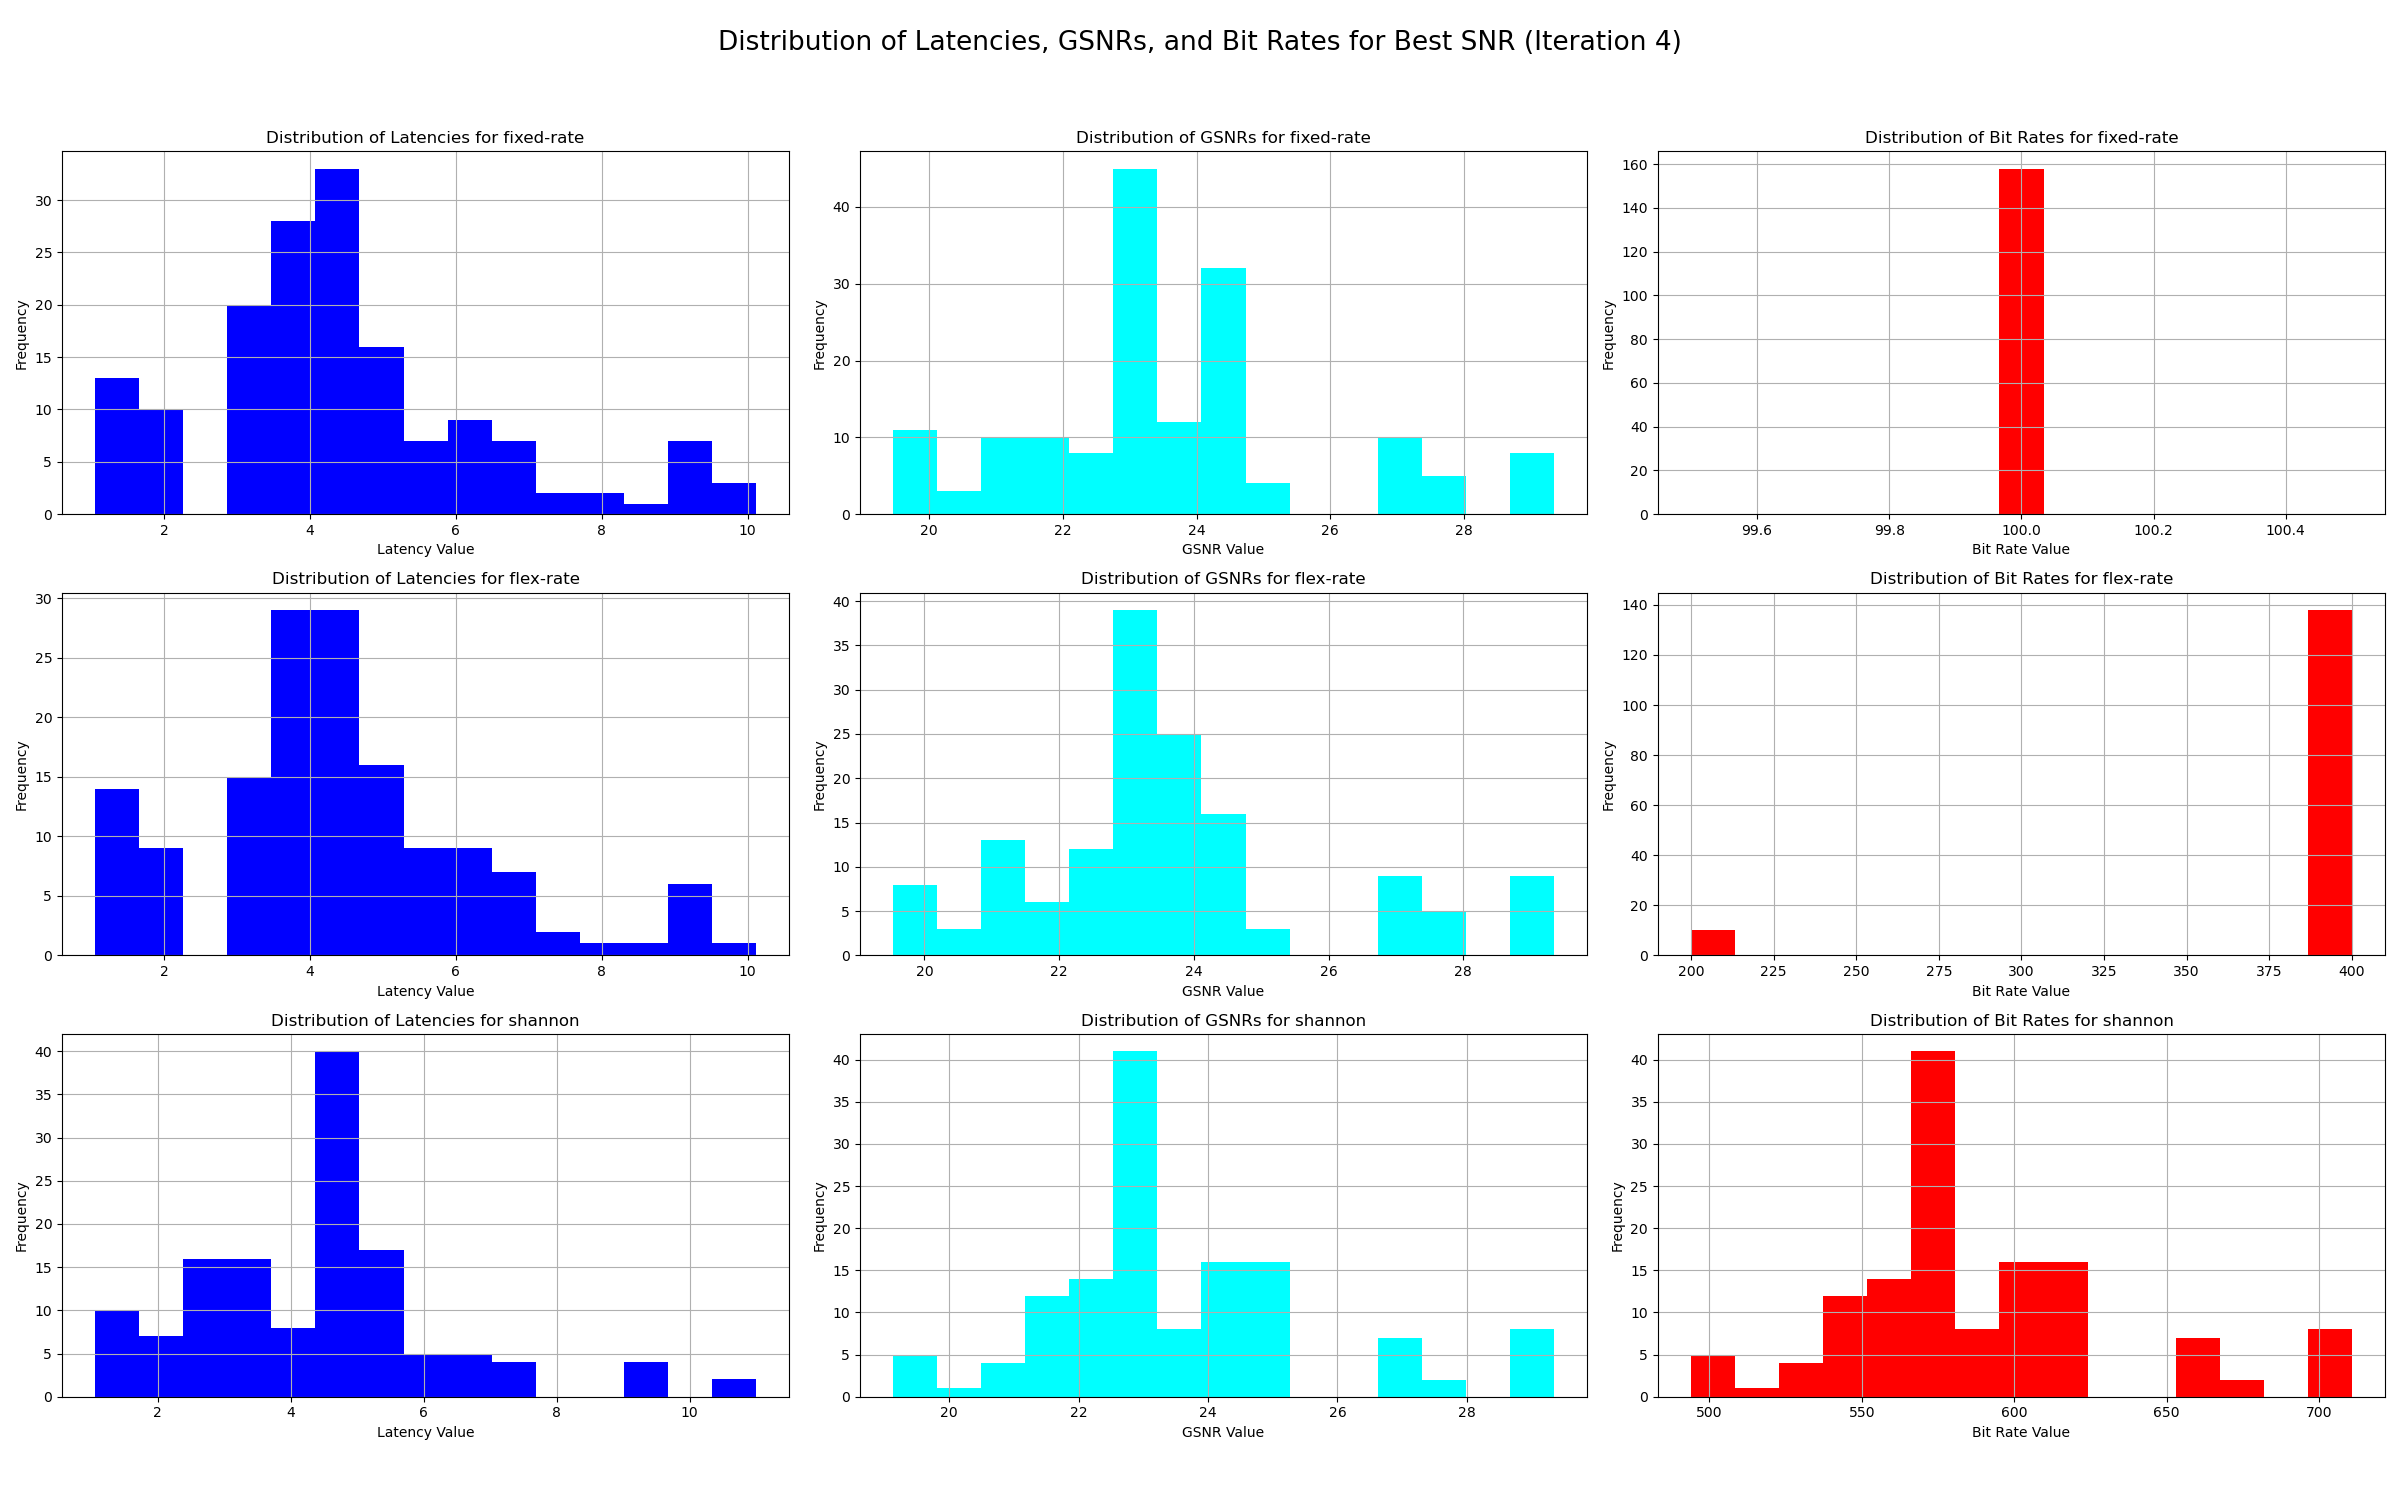 Distribution of Latencies, GSNRs, and Bit Rates for Best SNR (Iteration 4)
Distribution of Latencies for fixed-rate
Frequency
0
5
10
15
20
25
30
2 4 6 8 10
Latency Value
Distribution of GSNRs for fixed-rate
Frequency
0
10
20
30
40
20 22 24 26 28
GSNR Value
Distribution of Bit Rates for fixed-rate
Frequency
0
20
40
60
80
100
120
140
160
99.6 99.8 100.0 100.2 100.4
Bit Rate Value
Distribution of Latencies for flex-rate
Frequency
0
5
10
15
20
25
30
2 4 6 8 10
Latency Value
Distribution of GSNRs for flex-rate
Frequency
0
5
10
15
20
25
30
35
40
20 22 24 26 28
GSNR Value
Distribution of Bit Rates for flex-rate
Frequency
0
20
40
60
80
100
120
140
200 225 250 275 300 325 350 375 400
Bit Rate Value
Distribution of Latencies for shannon
Frequency
0
5
10
15
20
25
30
35
40
2 4 6 8 10
Latency Value
Distribution of GSNRs for shannon
Frequency
0
5
10
15
20
25
30
35
40
20 22 24 26 28
GSNR Value
Distribution of Bit Rates for shannon
Frequency
0
5
10
15
20
25
30
35
40
500 550 600 650 700
Bit Rate Value